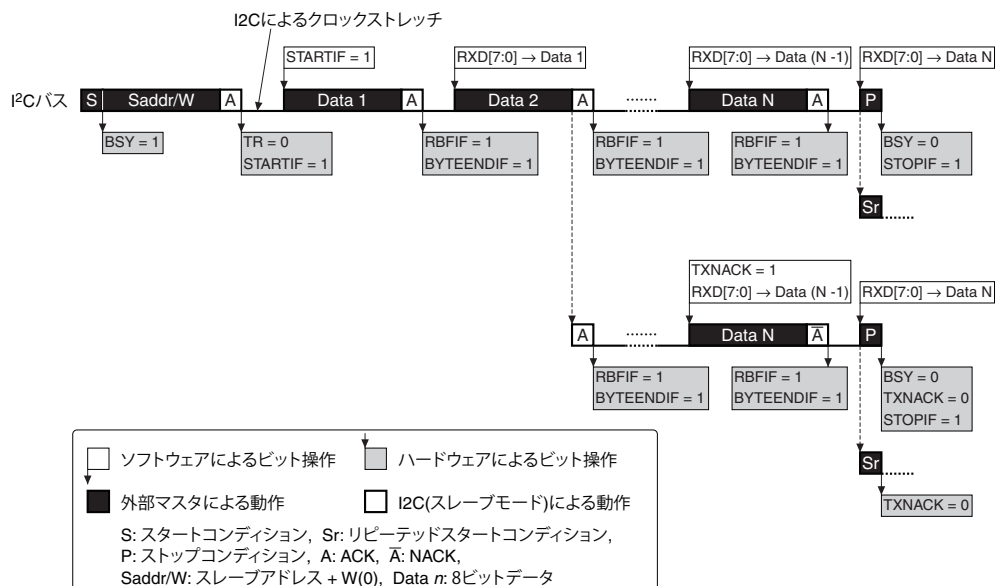 I2Cによるクロックストレッチ
STARTIF = 1
RXD[7:0] → Data 1
RXD[7:0] → Data (N -1)
RXD[7:0] → Data N
I²Cバス
S Saddr/W A Data 1 A Data 2 A ........ Data N A P
BSY = 1
TR = 0
STARTIF = 1
RBFIF = 1
BYTEENDIF = 1
RBFIF = 1
BYTEENDIF = 1
RBFIF = 1
BYTEENDIF = 1
BSY = 0
STOPIF = 1
Sr ........
TXNACK = 1
RXD[7:0] → Data (N -1)
RXD[7:0] → Data N
A ........ Data N A̅ P
RBFIF = 1
BYTEENDIF = 1
RBFIF = 1
BYTEENDIF = 1
BSY = 0
TXNACK = 0
STOPIF = 1
Sr ........
TXNACK = 0
ソフトウェアによるビット操作
ハードウェアによるビット操作
外部マスタによる動作
I2C(スレーブモード)による動作
S: スタートコンディション, Sr: リピーテッドスタートコンディション,
P: ストップコンディション, A: ACK, A̅: NACK,
Saddr/W: スレーブアドレス + W(0), Data n: 8ビットデータ